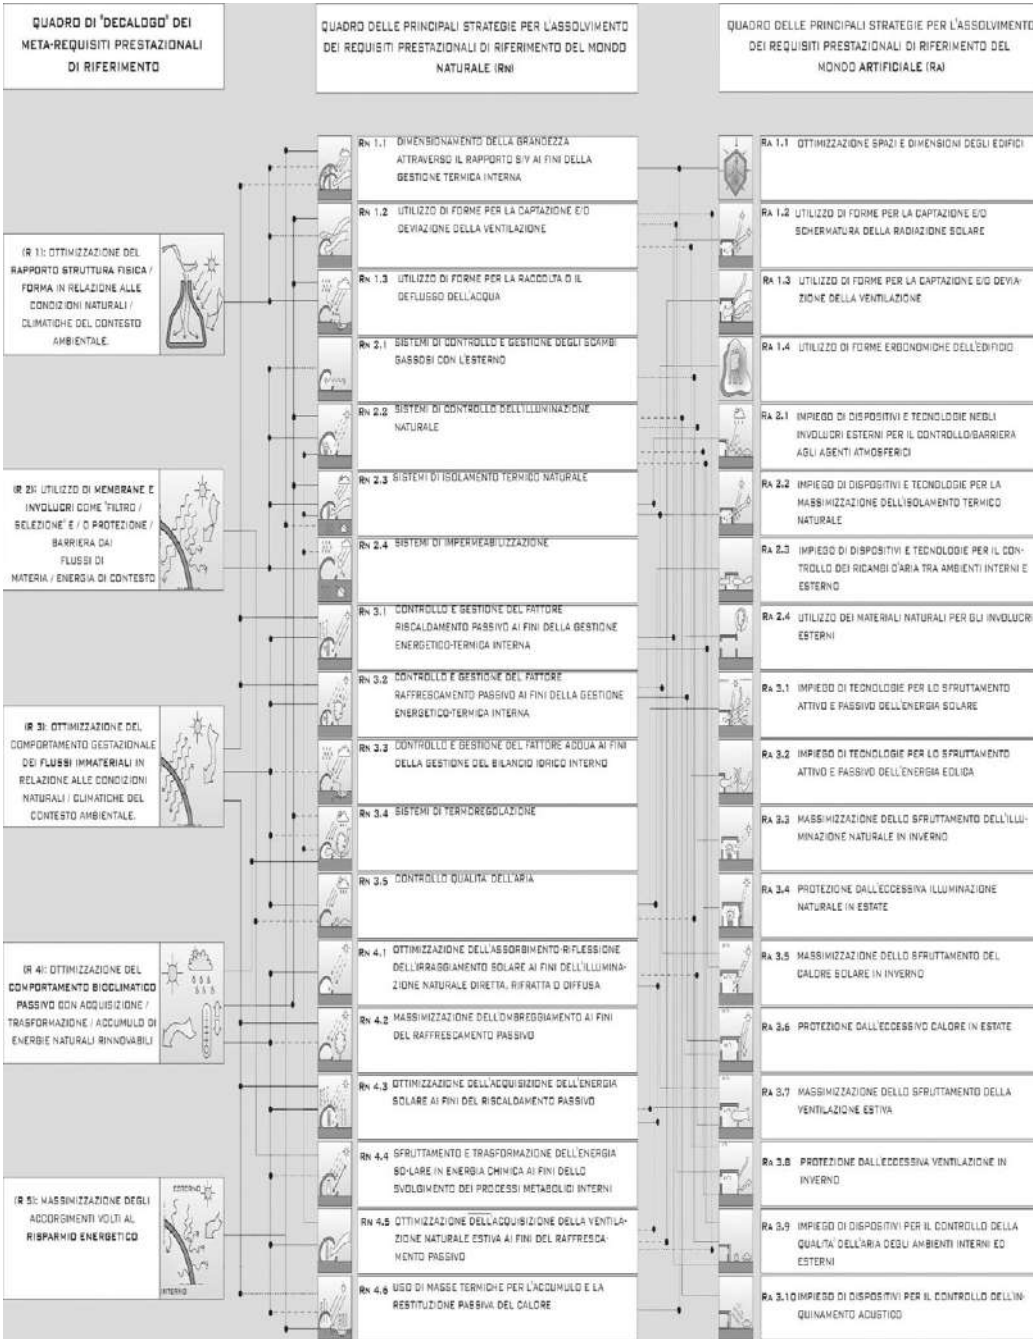 QUADRO DI "DECALOGO" DEI
META-REQUISITI PRESTAZIONALI
DI RIFERIMENTO
(R 1): OTTIMIZZAZIONE DEL
RAPPORTO STRUTTURA FISICA /
FORMA IN RELAZIONE ALLE
CONDIZIONI NATURALI /
CLIMATICHE DEL CONTESTO
AMBIENTALE.
(R 2): UTILIZZO DI MEMBRANE E
INVOLUCRI COME 'FILTRO /
SELEZIONE' E / O PROTEZIONE /
BARRIERA DAI
FLUSSI DI
MATERIA / ENERGIA DI CONTESTO
(R 3): OTTIMIZZAZIONE DEL
COMPORTAMENTO GESTAZIONALE
DEI FLUSSI IMMATERIALI IN
RELAZIONE ALLE CONDIZIONI
NATURALI / CLIMATICHE DEL
CONTESTO AMBIENTALE.
(R 4): OTTIMIZZAZIONE DEL
COMPORTAMENTO BIOCLIMATICO
PASSIVO CON ACQUISIZIONE /
TRASFORMAZIONE / ACCUMULO DI
ENERGIE NATURALI RINNOVABILI
(R 5): MASSIMIZZAZIONE DEGLI
ACCORGIMENTI VOLTI AL
RISPARMIO ENERGETICO
ESTERNO
INTERNO
QUADRO DELLE PRINCIPALI STRATEGIE PER L'ASSOLVIMENTO
DEI REQUISITI PRESTAZIONALI DI RIFERIMENTO DEL MONDO
NATURALE (RN)
RN 1.1 DIMENSIONAMENTO DELLA GRANDEZZA
ATTRAVERSO IL RAPPORTO S/V AI FINI DELLA
GESTIONE TERMICA INTERNA
RN 1.2 UTILIZZO DI FORME PER LA CAPTAZIONE E/O
DEVIAZIONE DELLA VENTILAZIONE
RN 1.3 UTILIZZO DI FORME PER LA RACCOLTA O IL
DEFLUSSO DELL'ACQUA
RN 2.1 SISTEMI DI CONTROLLO E GESTIONE DEGLI SCAMBI
GASSOSI CON L'ESTERNO
RN 2.2 SISTEMI DI CONTROLLO DELL'ILLUMINAZIONE
NATURALE
RN 2.3 SISTEMI DI ISOLAMENTO TERMICO NATURALE
RN 2.4 SISTEMI DI IMPERMEABILIZZAZIONE
RN 3.1 CONTROLLO E GESTIONE DEL FATTORE
RISCALDAMENTO PASSIVO AI FINI DELLA GESTIONE
ENERGETICO-TERMICA INTERNA
RN 3.2 CONTROLLO E GESTIONE DEL FATTORE
RAFFRESCAMENTO PASSIVO AI FINI DELLA GESTIONE
ENERGETICO-TERMICA INTERNA
RN 3.3 CONTROLLO E GESTIONE DEL FATTORE ACQUA AI FINI
DELLA GESTIONE DEL BILANCIO IDRICO INTERNO
RN 3.4 SISTEMI DI TERMOREGOLAZIONE
RN 3.5 CONTROLLO QUALITÀ DELL'ARIA
RN 4.1 OTTIMIZZAZIONE DELL'ASSORBIMENTO-RIFLESSIONE
DELL'IRRAGGIAMENTO SOLARE AI FINI DELL'ILLUMINA-
ZIONE NATURALE DIRETTA, RIFRATTA O DIFFUSA
RN 4.2 MASSIMIZZAZIONE DELL'OMBREGGIAMENTO AI FINI
DEL RAFFRESCAMENTO PASSIVO
RN 4.3 OTTIMIZZAZIONE DELL'ACQUISIZIONE DELL'ENERGIA
SOLARE AI FINI DEL RISCALDAMENTO PASSIVO
RN 4.4 SFRUTTAMENTO E TRASFORMAZIONE DELL'ENERGIA
SO-LARE IN ENERGIA CHIMICA AI FINI DELLO
SVOLGIMENTO DEI PROCESSI METABOLICI INTERNI
RN 4.5 OTTIMIZZAZIONE DELL'ACQUISIZIONE DELLA VENTILA-
ZIONE NATURALE ESTIVA AI FINI DEL RAFFRESCA-
MENTO PASSIVO
RN 4.6 USO DI MASSE TERMICHE PER L'ACCUMULO E LA
RESTITUZIONE PASSIVA DEL CALORE
QUADRO DELLE PRINCIPALI STRATEGIE PER L'ASSOLVIMENTO
DEI REQUISITI PRESTAZIONALI DI RIFERIMENTO DEL
MONDO ARTIFICIALE (RA)
RA 1.1 OTTIMIZZAZIONE SPAZI E DIMENSIONI DEGLI EDIFICI
RA 1.2 UTILIZZO DI FORME PER LA CAPTAZIONE E/O
SCHERMATURA DELLA RADIAZIONE SOLARE
RA 1.3 UTILIZZO DI FORME PER LA CAPTAZIONE E/O DEVIA-
ZIONE DELLA VENTILAZIONE
RA 1.4 UTILIZZO DI FORME ERGONOMICHE DELL'EDIFICIO
RA 2.1 IMPIEGO DI DISPOSITIVI E TECNOLOGIE NEGLI
INVOLUCRI ESTERNI PER IL CONTROLLO/BARRIERA
AGLI AGENTI ATMOSFERICI
RA 2.2 IMPIEGO DI DISPOSITIVI E TECNOLOGIE PER LA
MASSIMIZZAZIONE DELL'ISOLAMENTO TERMICO
NATURALE
RA 2.3 IMPIEGO DI DISPOSITIVI E TECNOLOGIE PER IL CON-
TROLLO DEI RICAMBI D'ARIA TRA AMBIENTI INTERNI E
ESTERNO
RA 2.4 UTILIZZO DEI MATERIALI NATURALI PER GLI INVOLUCRI
ESTERNI
RA 3.1 IMPIEGO DI TECNOLOGIE PER LO SFRUTTAMENTO
ATTIVO E PASSIVO DELL'ENERGIA SOLARE
RA 3.2 IMPIEGO DI TECNOLOGIE PER LO SFRUTTAMENTO
ATTIVO E PASSIVO DELL'ENERGIA EOLICA
RA 3.3 MASSIMIZZAZIONE DELLO SFRUTTAMENTO DELL'ILLU-
MINAZIONE NATURALE IN INVERNO
RA 3.4 PROTEZIONE DALL'ECCESSIVA ILLUMINAZIONE
NATURALE IN ESTATE
RA 3.5 MASSIMIZZAZIONE DELLO SFRUTTAMENTO DEL
CALORE SOLARE IN INVERNO
RA 3.6 PROTEZIONE DALL'ECCESSIVO CALORE IN ESTATE
RA 3.7 MASSIMIZZAZIONE DELLO SFRUTTAMENTO DELLA
VENTILAZIONE ESTIVA
RA 3.8 PROTEZIONE DALL'ECCESSIVA VENTILAZIONE IN
INVERNO
RA 3.9 IMPIEGO DI DISPOSITIVI PER IL CONTROLLO DELLA
QUALITA' DELL'ARIA DEGLI AMBIENTI INTERNI ED
ESTERNI
RA 3.10 IMPIEGO DI DISPOSITIVI PER IL CONTROLLO DELL'IN-
QUINAMENTO ACUSTICO